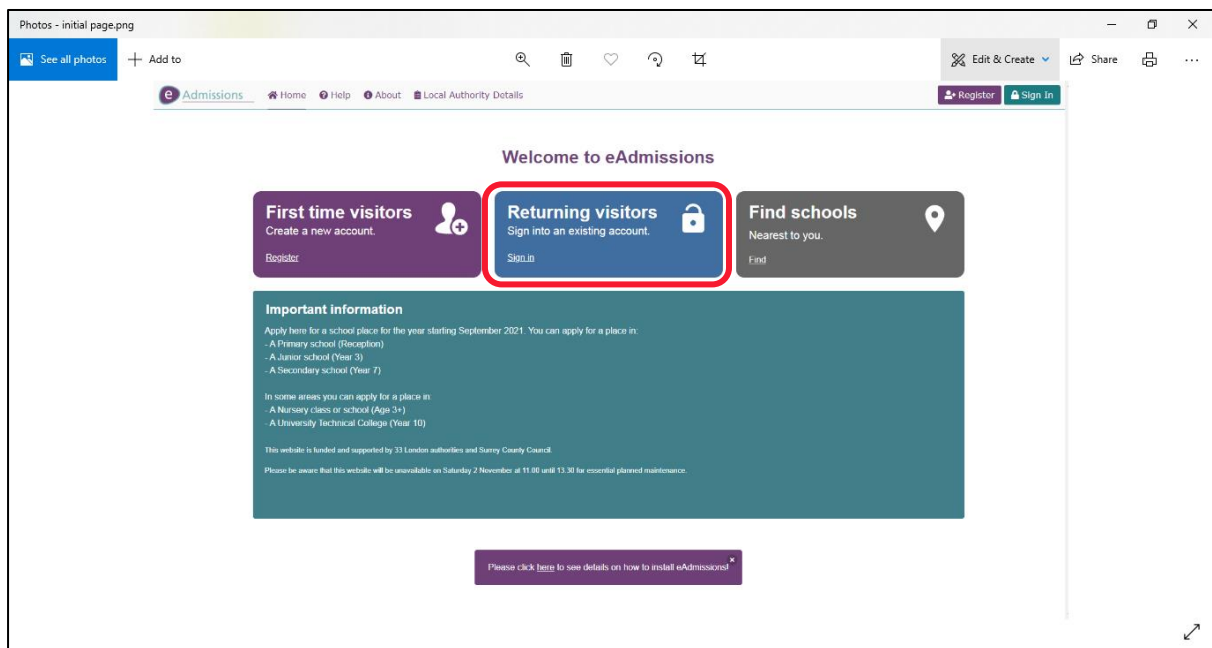 Photos - initial page.png
See all photos
Add to
Edit & Create
Share
e Admissions
Home
Help
About
Local Authority Details
Register
Sign In
Welcome to eAdmissions
First time visitors
Create a new account.
Register
Returning visitors
Sign into an existing account.
Sign in
Find schools
Nearest to you.
Find
Important information
Apply here for a school place for the year starting September 2021. You can apply for a place in:
- A Primary school (Reception)
- A Junior school (Year 3)
- A Secondary school (Year 7)
In some areas you can apply for a place in
- A Nursery class or school (Age 3+)
- A University Technical College (Year 10)
This website is funded and supported by 33 London authorities and Surrey County Council.
Please be aware that this website will be unavailable on Saturday 2 November at 11.00 until 13.30 for essential planned maintenance.
Please click here to see details on how to install eAdmissions!